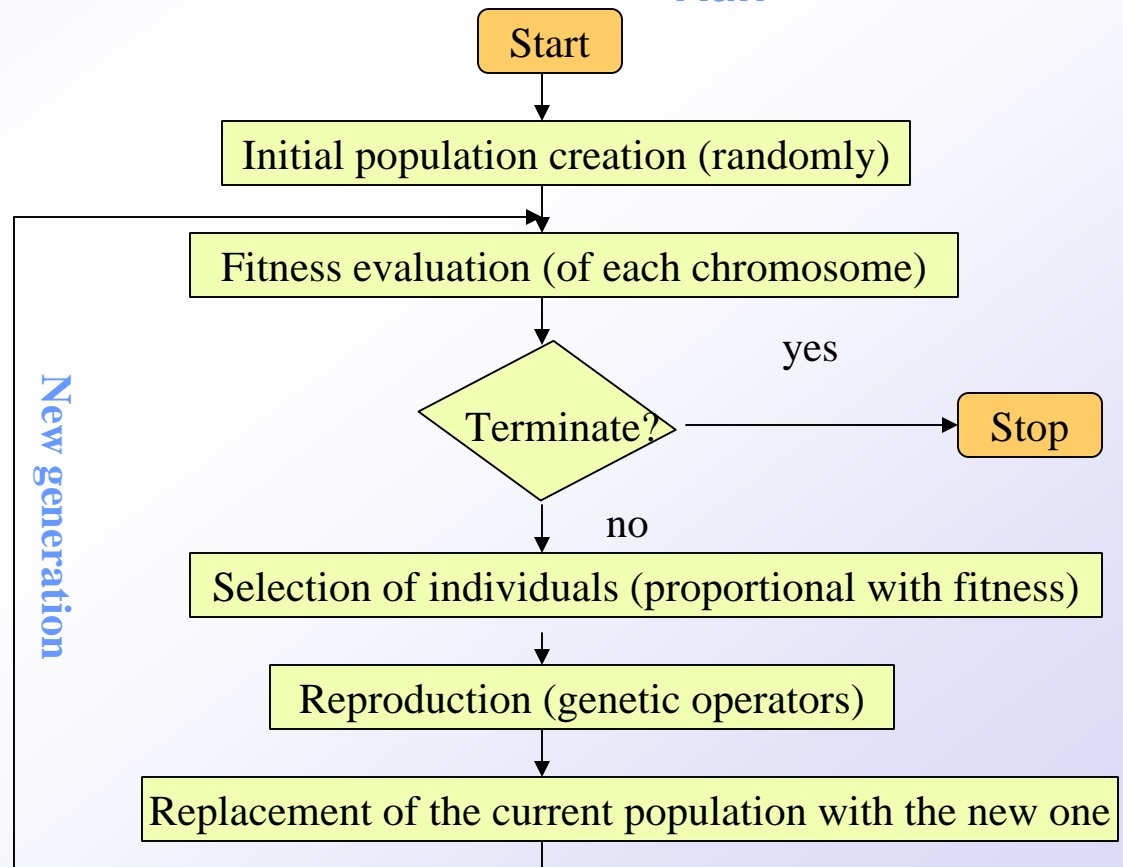 Start
Initial population creation (randomly)
Fitness evaluation (of each chromosome)
yes
Terminate?
Stop
no
New generation
Selection of individuals (proportional with fitness)
Reproduction (genetic operators)
Replacement of the current population with the new one